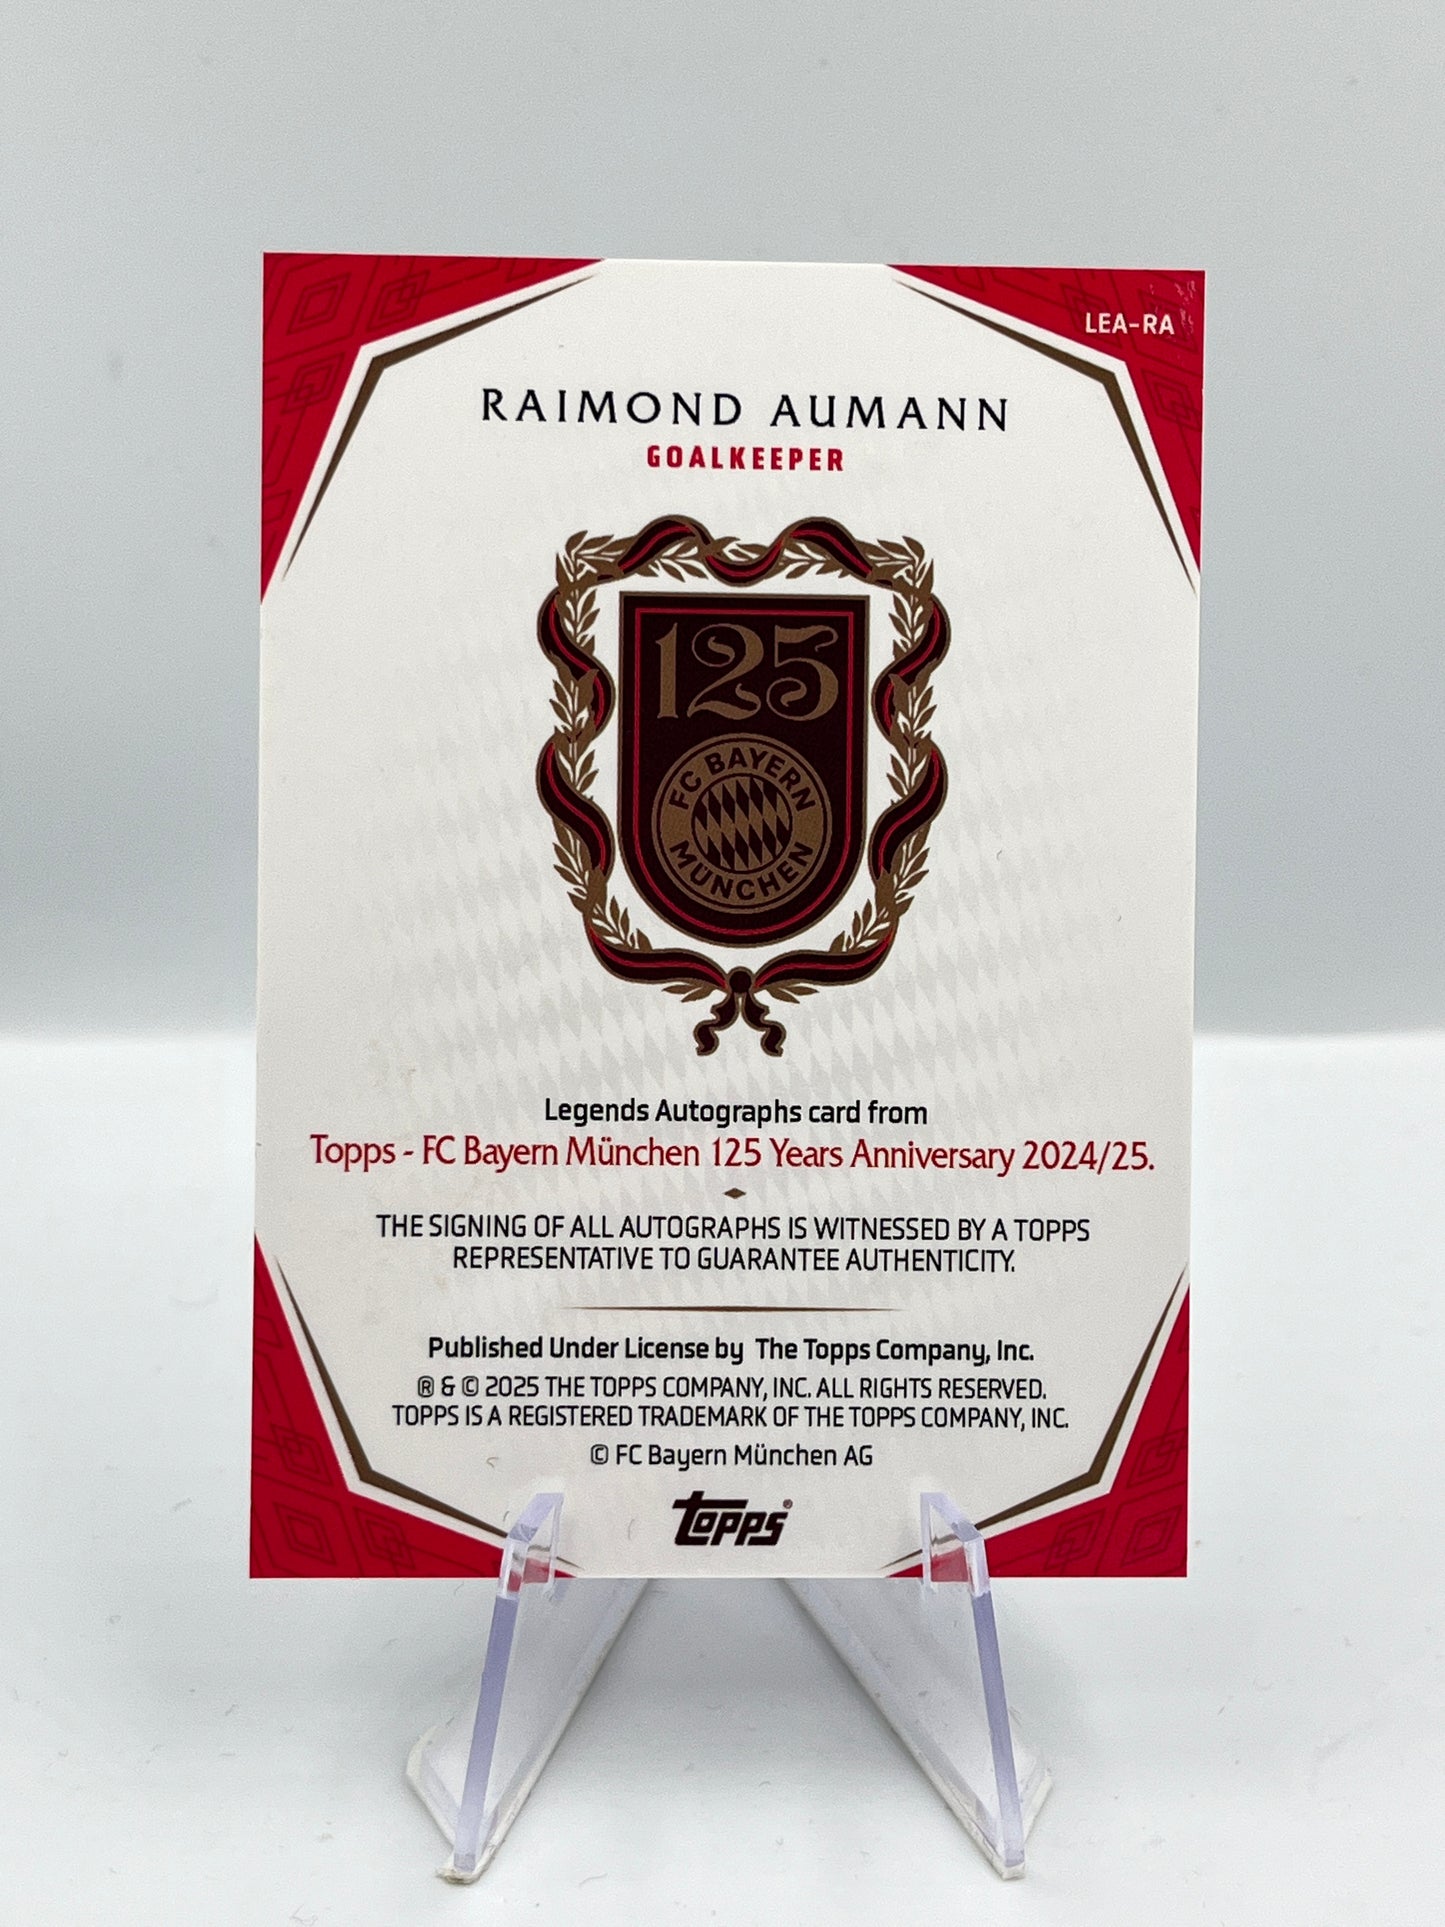 LEA-RA
RAIMOND AUMANN
GOALKEEPER
125
FC BAYERN
MÜNCHEN
Legends Autographs card from
Topps - FC Bayern München 125 Years Anniversary 2024/25.
THE SIGNING OF ALL AUTOGRAPHS IS WITNESSED BY A TOPPS
REPRESENTATIVE TO GUARANTEE AUTHENTICITY.
Published Under License by The Topps Company, Inc.
® & © 2025 THE TOPPS COMPANY, INC. ALL RIGHTS RESERVED.
TOPPS IS A REGISTERED TRADEMARK OF THE TOPPS COMPANY, INC.
© FC Bayern München AG
topps®